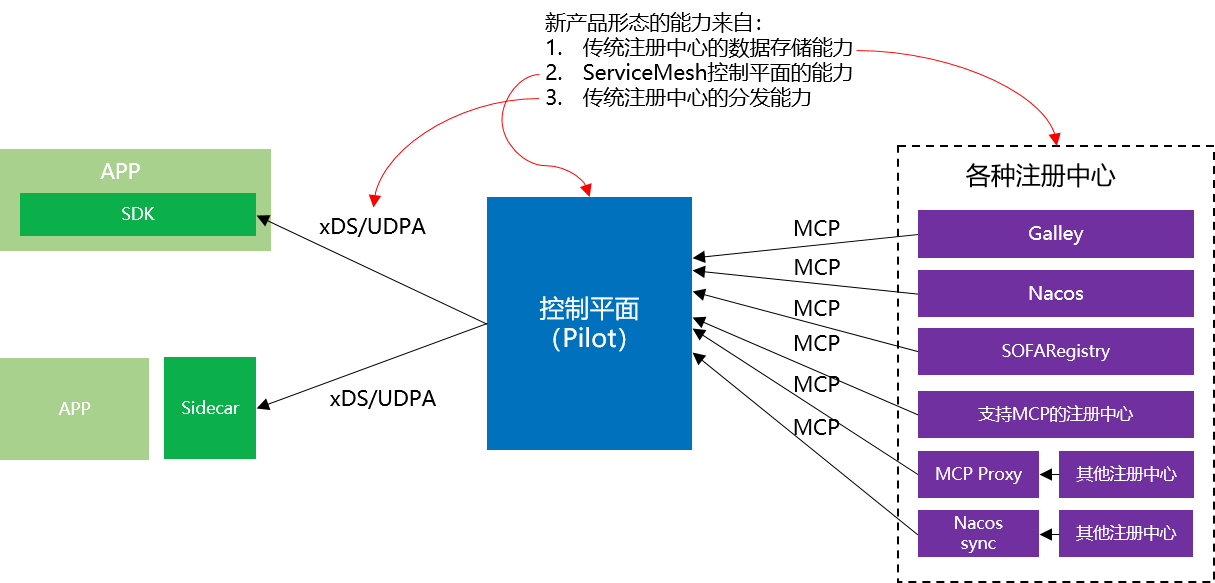 新产品形态的能力来自：
1. 传统注册中心的数据存储能力
2. ServiceMesh控制平面的能力
3. 传统注册中心的分发能力
APP
SDK
xDS/UDPA
APP
Sidecar
xDS/UDPA
控制平面
（Pilot）
MCP
MCP
MCP
MCP
MCP
MCP
各种注册中心
Galley
Nacos
SOFARegistry
支持MCP的注册中心
MCP Proxy
其他注册中心
Nacos
sync
其他注册中心